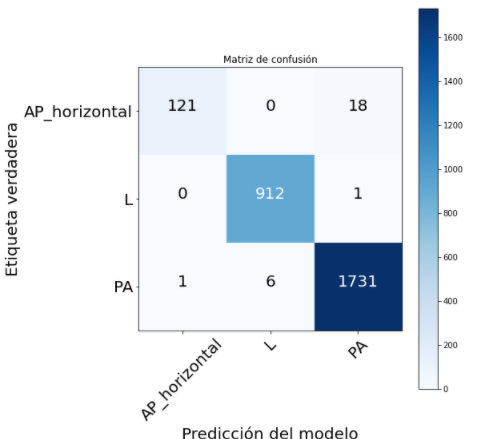 Matriz de confusión
Etiqueta verdadera
AP_horizontal 121 0 18
L 0 912 1
PA 1 6 1731
AP_horizontal L PA
Predicción del modelo
1600
1400
1200
1000
800
600
400
200
0